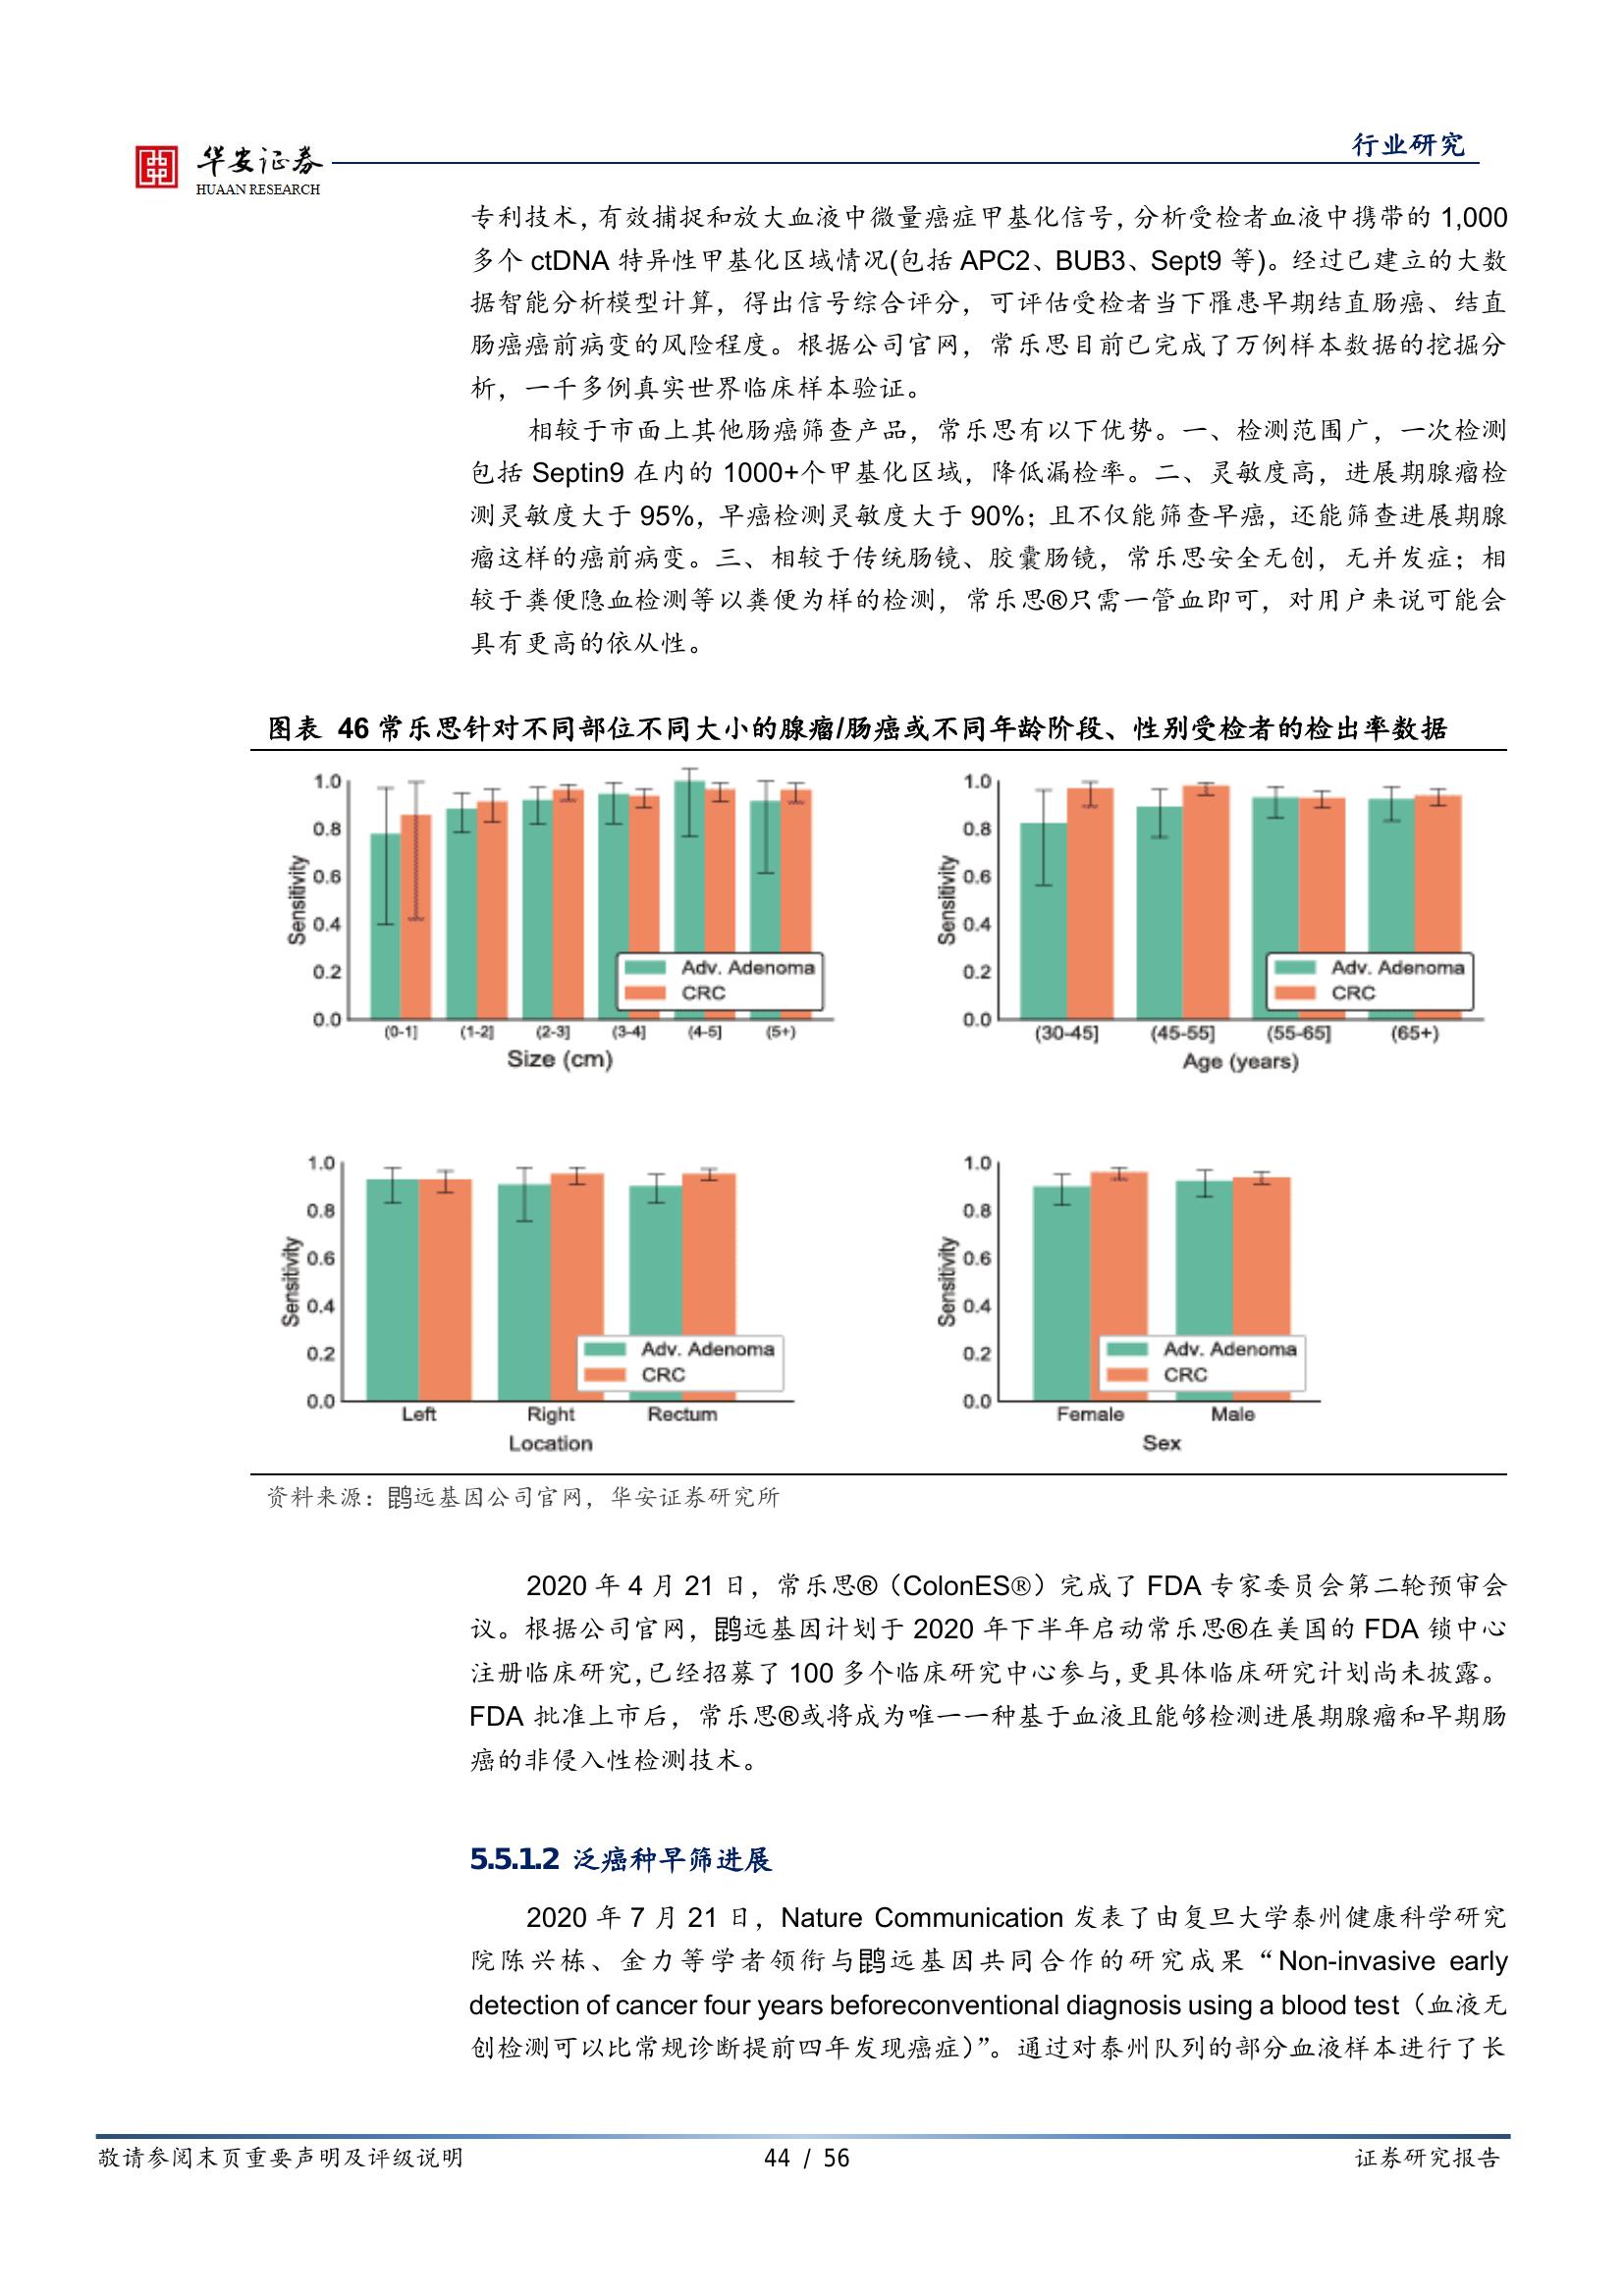 华安证券
HUAAN RESEARCH
行业研究
专利技术，有效捕捉和放大血液中微量癌症甲基化信号，分析受检者血液中携带的 1,000
多个 ctDNA 特异性甲基化区域情况(包括 APC2、BUB3、Sept9 等)。经过已建立的大数
据智能分析模型计算，得出信号综合评分，可评估受检者当下罹患早期结直肠癌、结直
肠癌癌前病变的风险程度。根据公司官网，常乐思目前已完成了万例样本数据的挖掘分
析，一千多例真实世界临床样本验证。
相较于市面上其他肠癌筛查产品，常乐思有以下优势。一、检测范围广，一次检测
包括 Septin9 在内的 1000+个甲基化区域，降低漏检率。二、灵敏度高，进展期腺瘤检
测灵敏度大于 95%，早癌检测灵敏度大于 90%；且不仅能筛查早癌，还能筛查进展期腺
瘤这样的癌前病变。三、相较于传统肠镜、胶囊肠镜，常乐思安全无创，无并发症；相
较于粪便隐血检测等以粪便为样的检测，常乐思®只需一管血即可，对用户来说可能会
具有更高的依从性。
图表 46 常乐思针对不同部位不同大小的腺瘤/肠癌或不同年龄阶段、性别受检者的检出率数据
1.0
0.8
0.6
0.4
0.2
0.0
Sensitivity
Adv. Adenoma
CRC
(0-1] (1-2] (2-3] (3-4] (4-5] (5+)
Size (cm)
1.0
0.8
0.6
0.4
0.2
0.0
Sensitivity
Adv. Adenoma
CRC
(30-45] (45-55] (55-65] (65+)
Age (years)
1.0
0.8
0.6
0.4
0.2
0.0
Sensitivity
Adv. Adenoma
CRC
Left Right Rectum
Location
1.0
0.8
0.6
0.4
0.2
0.0
Sensitivity
Adv. Adenoma
CRC
Female Male
Sex
资料来源：鹍远基因公司官网，华安证券研究所
2020 年 4 月 21 日，常乐思®（ColonES®）完成了 FDA 专家委员会第二轮预审会
议。根据公司官网，鹍远基因计划于 2020 年下半年启动常乐思®在美国的 FDA 锁中心
注册临床研究，已经招募了 100 多个临床研究中心参与，更具体临床研究计划尚未披露。
FDA 批准上市后，常乐思®或将成为唯一一种基于血液且能够检测进展期腺瘤和早期肠
癌的非侵入性检测技术。
5.5.1.2 泛癌种早筛进展
2020 年 7 月 21 日，Nature Communication 发表了由复旦大学泰州健康科学研究
院陈兴栋、金力等学者领衔与鹍远基因共同合作的研究成果“Non-invasive early
detection of cancer four years beforeconventional diagnosis using a blood test（血液无
创检测可以比常规诊断提前四年发现癌症）”。通过对泰州队列的部分血液样本进行了长
敬请参阅末页重要声明及评级说明
44 / 56
证券研究报告